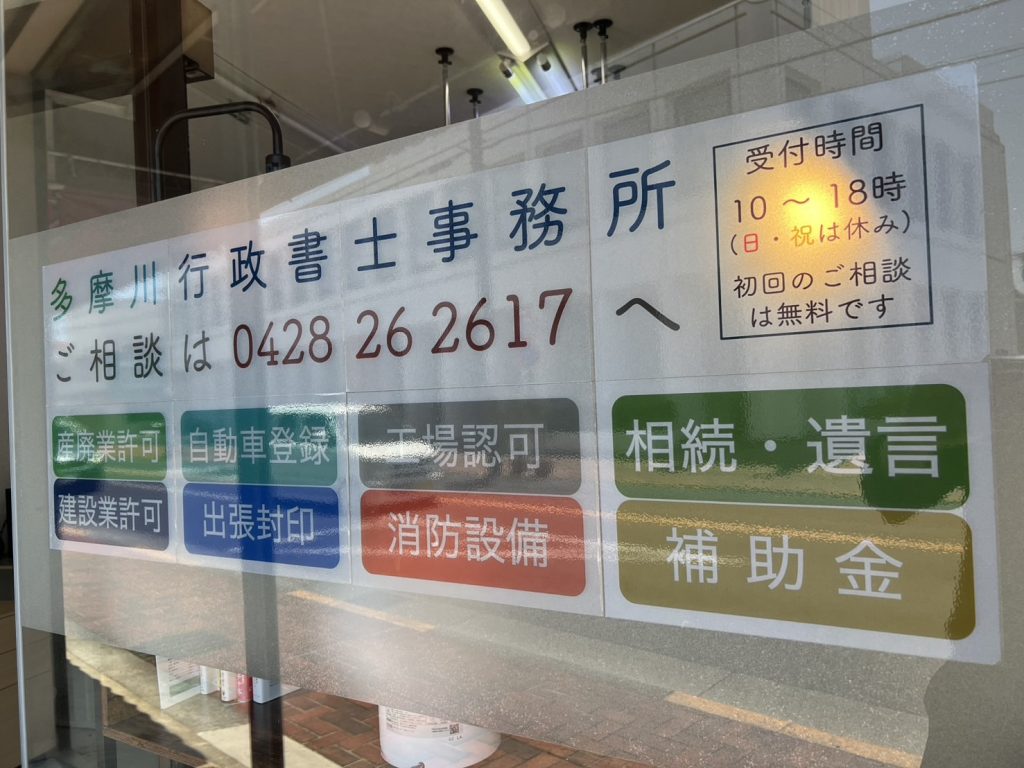 多摩川行政書士事務所
ご相談は 0428 26 2617 へ
受付時間
10 ～ 18時
(日・祝は休み)
初回のご相談
は無料です
産廃業許可
自動車登録
工場認可
相続・遺言
建設業許可
出張封印
消防設備
補助金